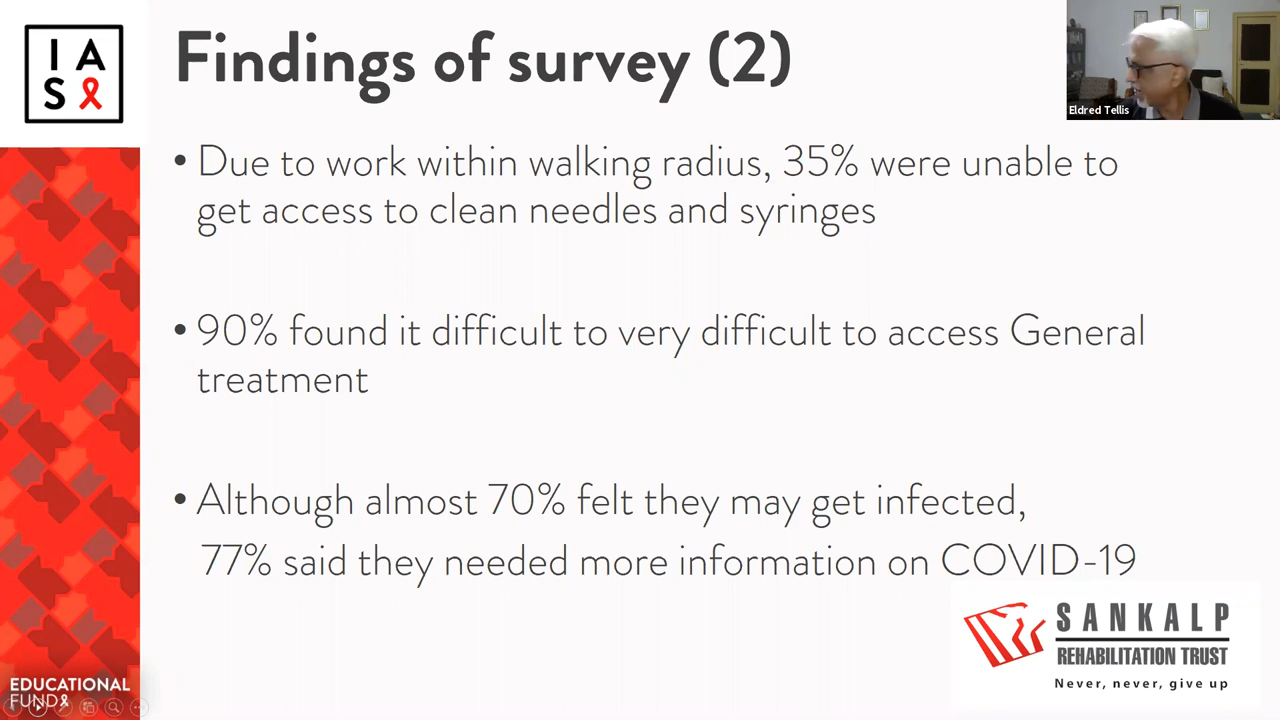 I A
S
Findings of survey (2)
Eldred Tellis
• Due to work within walking radius, 35% were unable to
get access to clean needles and syringes
• 90% found it difficult to very difficult to access General
treatment
• Although almost 70% felt they may get infected,
77% said they needed more information on COVID-19
SANKALP
REHABILITATION TRUST
Never, never, give up
EDUCATIONAL
FUND